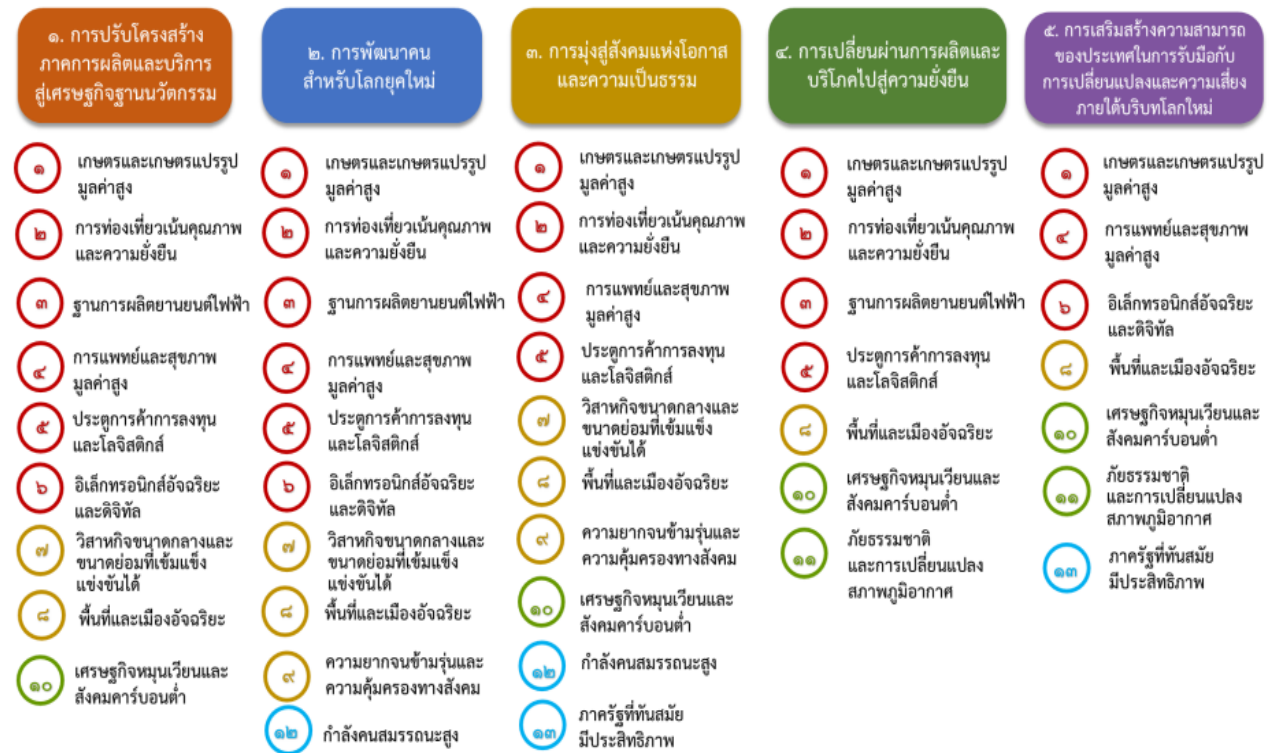 ๑. การปรับโครงสร้าง
ภาคการผลิตและบริการ
สู่เศรษฐกิจฐานนวัตกรรม
๑
เกษตรและเกษตรแปรรูป
มูลค่าสูง
๒
การท่องเที่ยวเน้นคุณภาพ
และความยั่งยืน
๓
ฐานการผลิตยานยนต์ไฟฟ้า
๔
การแพทย์และสุขภาพ
มูลค่าสูง
๕
ประตูการค้าการลงทุน
และโลจิสติกส์
๖
อิเล็กทรอนิกส์อัจฉริยะ
และดิจิทัล
๗
วิสาหกิจขนาดกลางและ
ขนาดย่อมที่เข้มแข็ง
แข่งขันได้
๘
พื้นที่และเมืองอัจฉริยะ
๑๐
เศรษฐกิจหมุนเวียนและ
สังคมคาร์บอนต่ำ
๒. การพัฒนาคน
สำหรับโลกยุคใหม่
๑
เกษตรและเกษตรแปรรูป
มูลค่าสูง
๒
การท่องเที่ยวเน้นคุณภาพ
และความยั่งยืน
๓
ฐานการผลิตยานยนต์ไฟฟ้า
๔
การแพทย์และสุขภาพ
มูลค่าสูง
๕
ประตูการค้าการลงทุน
และโลจิสติกส์
๖
อิเล็กทรอนิกส์อัจฉริยะ
และดิจิทัล
๗
วิสาหกิจขนาดกลางและ
ขนาดย่อมที่เข้มแข็ง
แข่งขันได้
๘
พื้นที่และเมืองอัจฉริยะ
๙
ความยากจนข้ามรุ่นและ
ความคุ้มครองทางสังคม
๑๒
กำลังคนสมรรถนะสูง
๓. การมุ่งสู่สังคมแห่งโอกาส
และความเป็นธรรม
๑
เกษตรและเกษตรแปรรูป
มูลค่าสูง
๒
การท่องเที่ยวเน้นคุณภาพ
และความยั่งยืน
๔
การแพทย์และสุขภาพ
มูลค่าสูง
๕
ประตูการค้าการลงทุน
และโลจิสติกส์
๗
วิสาหกิจขนาดกลางและ
ขนาดย่อมที่เข้มแข็ง
แข่งขันได้
๘
พื้นที่และเมืองอัจฉริยะ
๙
ความยากจนข้ามรุ่นและ
ความคุ้มครองทางสังคม
๑๐
เศรษฐกิจหมุนเวียนและ
สังคมคาร์บอนต่ำ
๑๒
กำลังคนสมรรถนะสูง
๑๓
ภาครัฐที่ทันสมัย
มีประสิทธิภาพ
๔. การเปลี่ยนผ่านการผลิตและ
บริโภคไปสู่ความยั่งยืน
๑
เกษตรและเกษตรแปรรูป
มูลค่าสูง
๒
การท่องเที่ยวเน้นคุณภาพ
และความยั่งยืน
๓
ฐานการผลิตยานยนต์ไฟฟ้า
๕
ประตูการค้าการลงทุน
และโลจิสติกส์
๘
พื้นที่และเมืองอัจฉริยะ
๑๐
เศรษฐกิจหมุนเวียนและ
สังคมคาร์บอนต่ำ
๑๑
ภัยธรรมชาติ
และการเปลี่ยนแปลง
สภาพภูมิอากาศ
๕. การเสริมสร้างความสามารถ
ของประเทศในการรับมือกับ
การเปลี่ยนแปลงและความเสี่ยง
ภายใต้บริบทโลกใหม่
๑
เกษตรและเกษตรแปรรูป
มูลค่าสูง
๔
การแพทย์และสุขภาพ
มูลค่าสูง
๖
อิเล็กทรอนิกส์อัจฉริยะ
และดิจิทัล
๘
พื้นที่และเมืองอัจฉริยะ
๑๐
เศรษฐกิจหมุนเวียนและ
สังคมคาร์บอนต่ำ
๑๑
ภัยธรรมชาติ
และการเปลี่ยนแปลง
สภาพภูมิอากาศ
๑๓
ภาครัฐที่ทันสมัย
มีประสิทธิภาพ